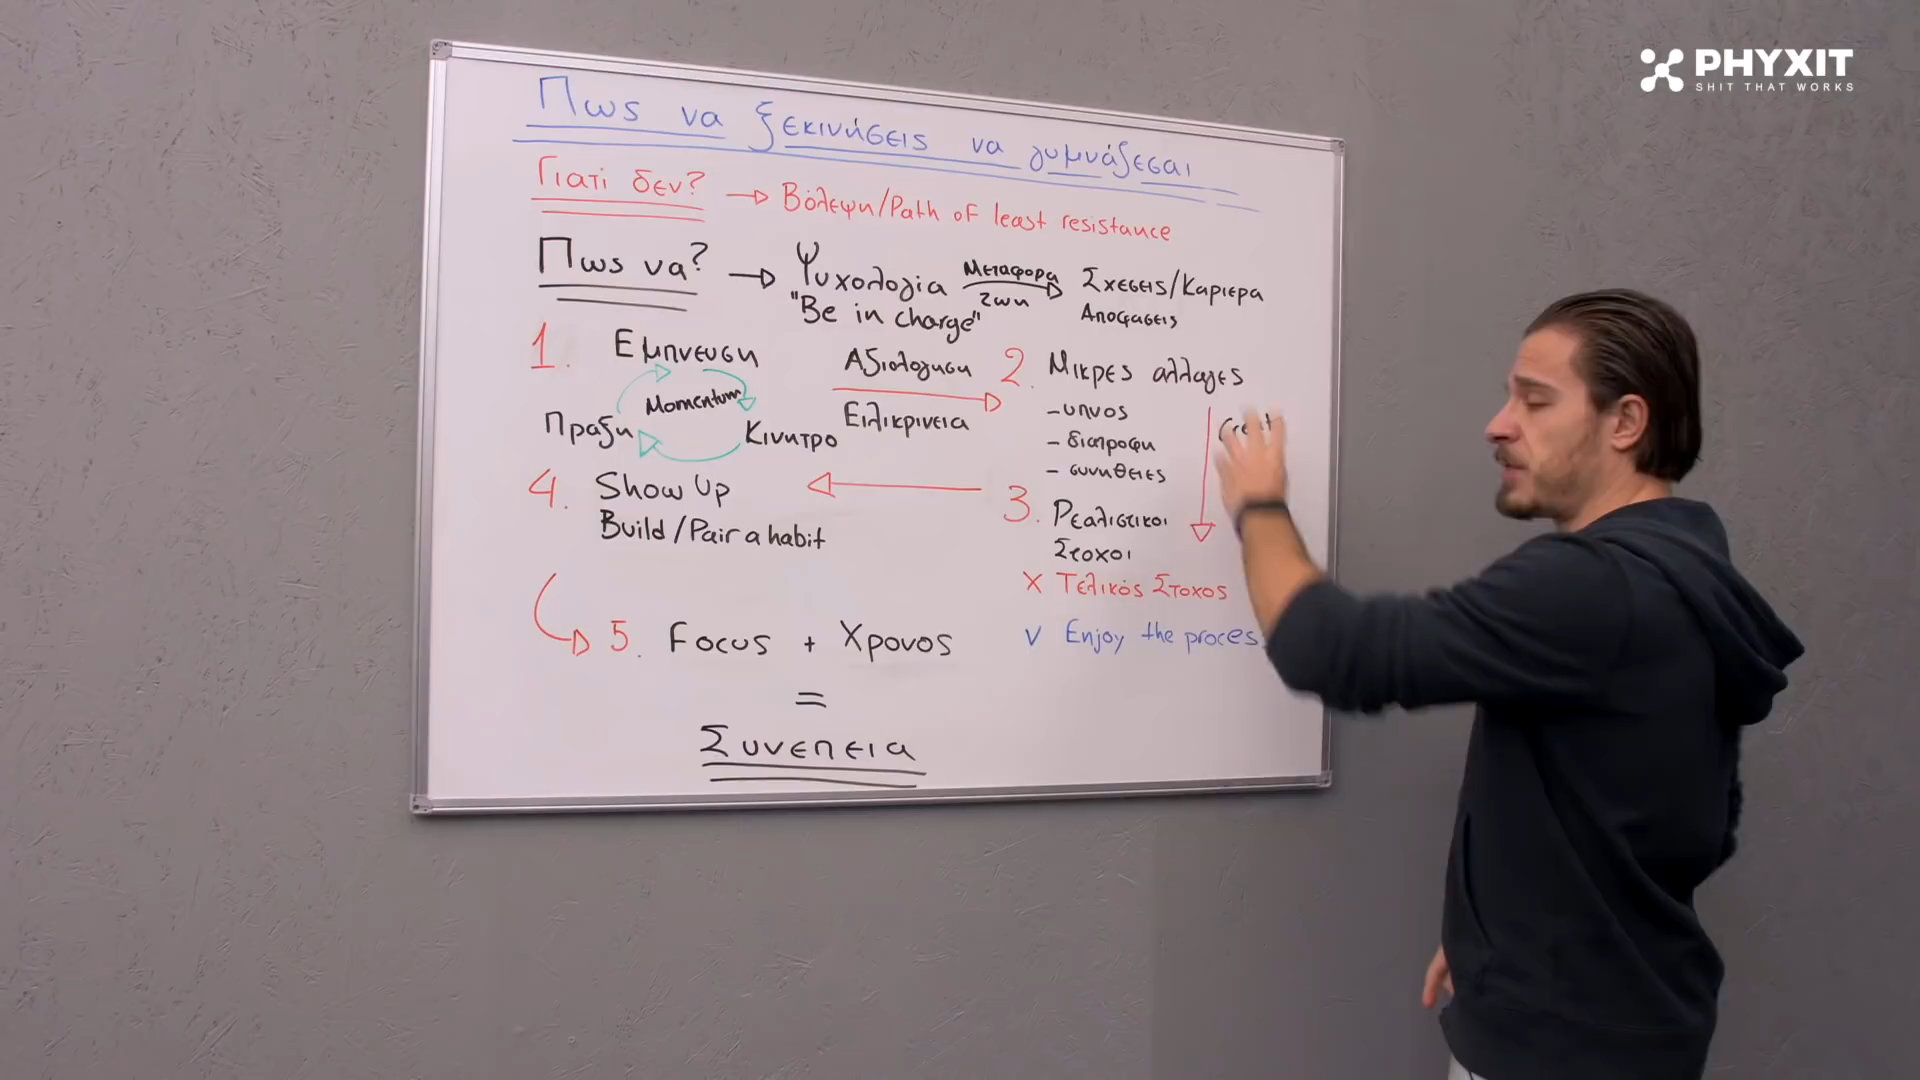 PHYXIT
SHIT THAT WORKS
Πως να ξεκινήσεις να γυμνάζεσαι
Γιατί δεν? → Βόλεψη/Path of least resistance
Πως να? → Ψυχολογία Μεταφορα ζωη Σχεσεις/Καριερα
"Be in charge" Αποφασεις
1. Εμπνευση
Momentum
Πραξη Κινητρο
Αξιολογηση
Ειλικρινεια
2. Μικρες αλλαγες
- υπνος
- διατροφη
- συνηθειες
3. Ρεαλιστικοι
Στοχοι
X Τελικός Στοχος
V Enjoy the proces
4. Show Up
Build/Pair a habit
5. Focus + Χρονος
=
Συνεπεια